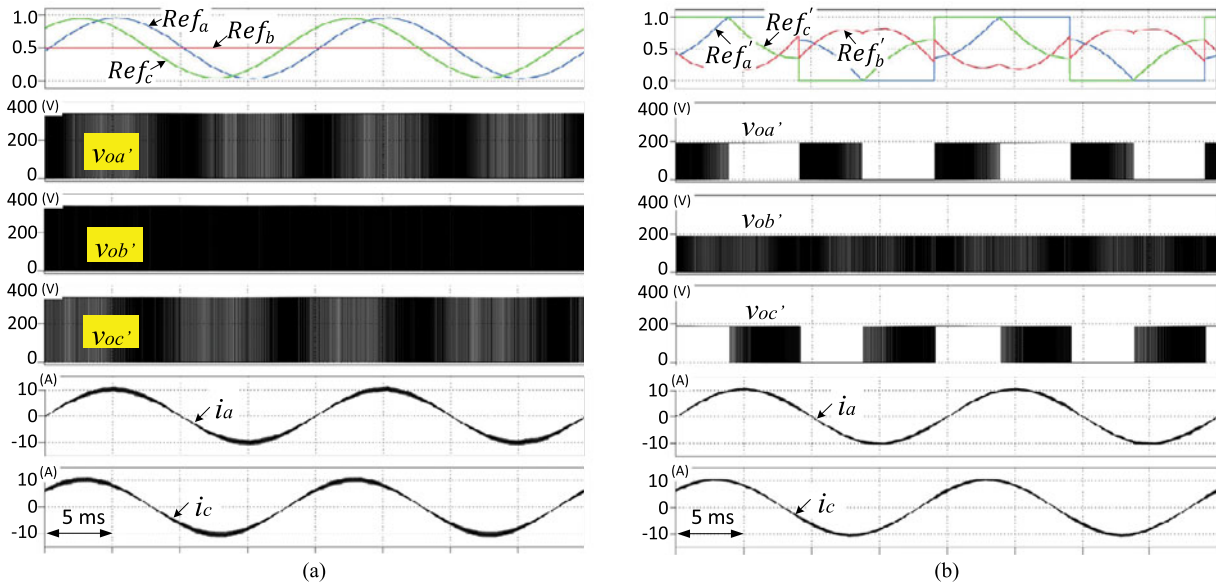 1.0
0.5
0.0
Ref_a
Ref_b
Ref_c
400 (V)
200
0
v_oa'
400 (V)
200
0
v_ob'
400 (V)
200
0
v_oc'
(A)
10
0
-10
i_a
(A)
10
0
-10
i_c
5 ms
(a)
1.0
0.5
0.0
Ref_a'
Ref_c'
Ref_b'
400 (V)
200
0
v_oa'
400 (V)
200
0
v_ob'
400 (V)
200
0
v_oc'
(A)
10
0
-10
i_a
(A)
10
0
-10
i_c
5 ms
(b)